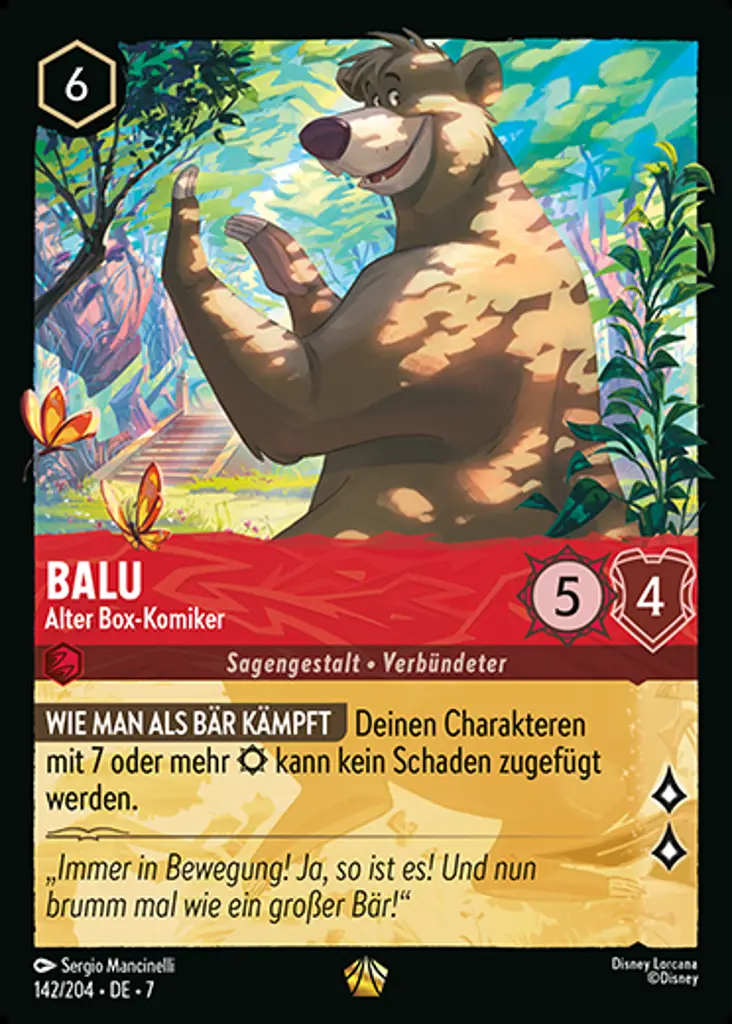 6
BALU
Alter Box-Komiker
5
4
Sagengestalt • Verbündeter
WIE MAN ALS BÄR KÄMPFT Deinen Charakteren
mit 7 oder mehr kann kein Schaden zugefügt
werden.
„Immer in Bewegung! Ja, so ist es! Und nun
brumm mal wie ein großer Bär!“
Sergio Mancinelli
142/204 • DE • 7
Disney Lorcana
©Disney